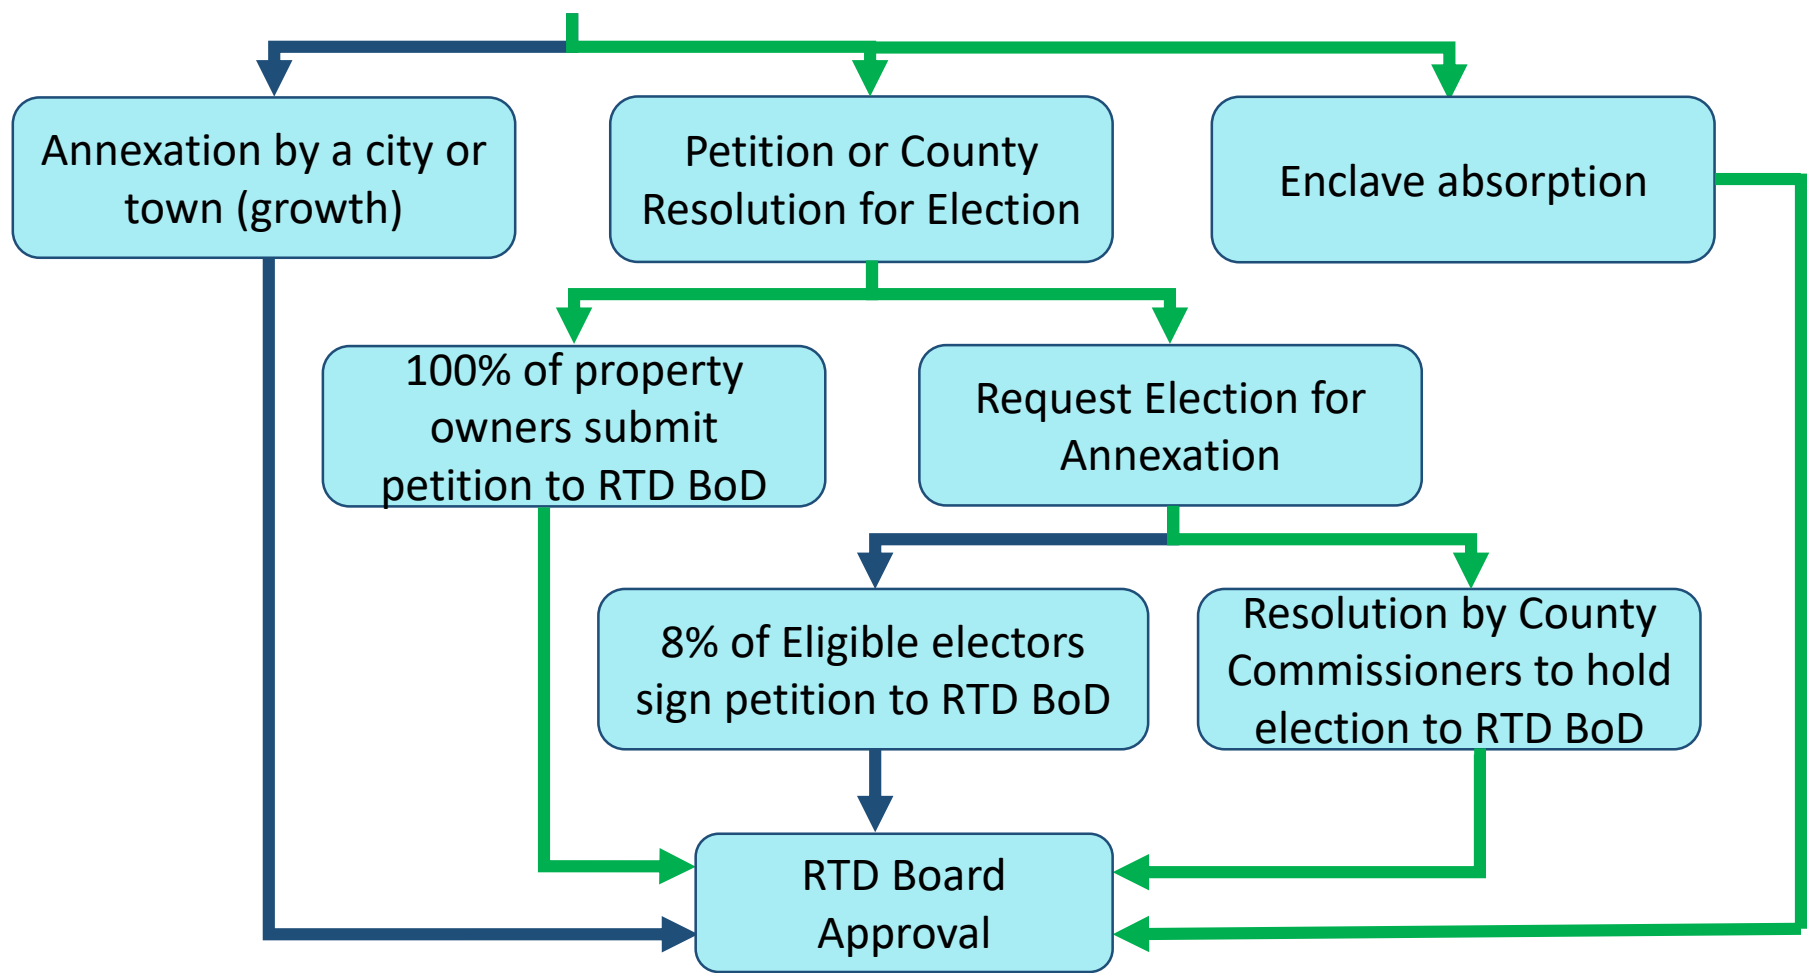 Annexation by a city or
town (growth)
Petition or County
Resolution for Election
Enclave absorption
100% of property
owners submit
petition to RTD BoD
Request Election for
Annexation
8% of Eligible electors
sign petition to RTD BoD
Resolution by County
Commissioners to hold
election to RTD BoD
RTD Board
Approval